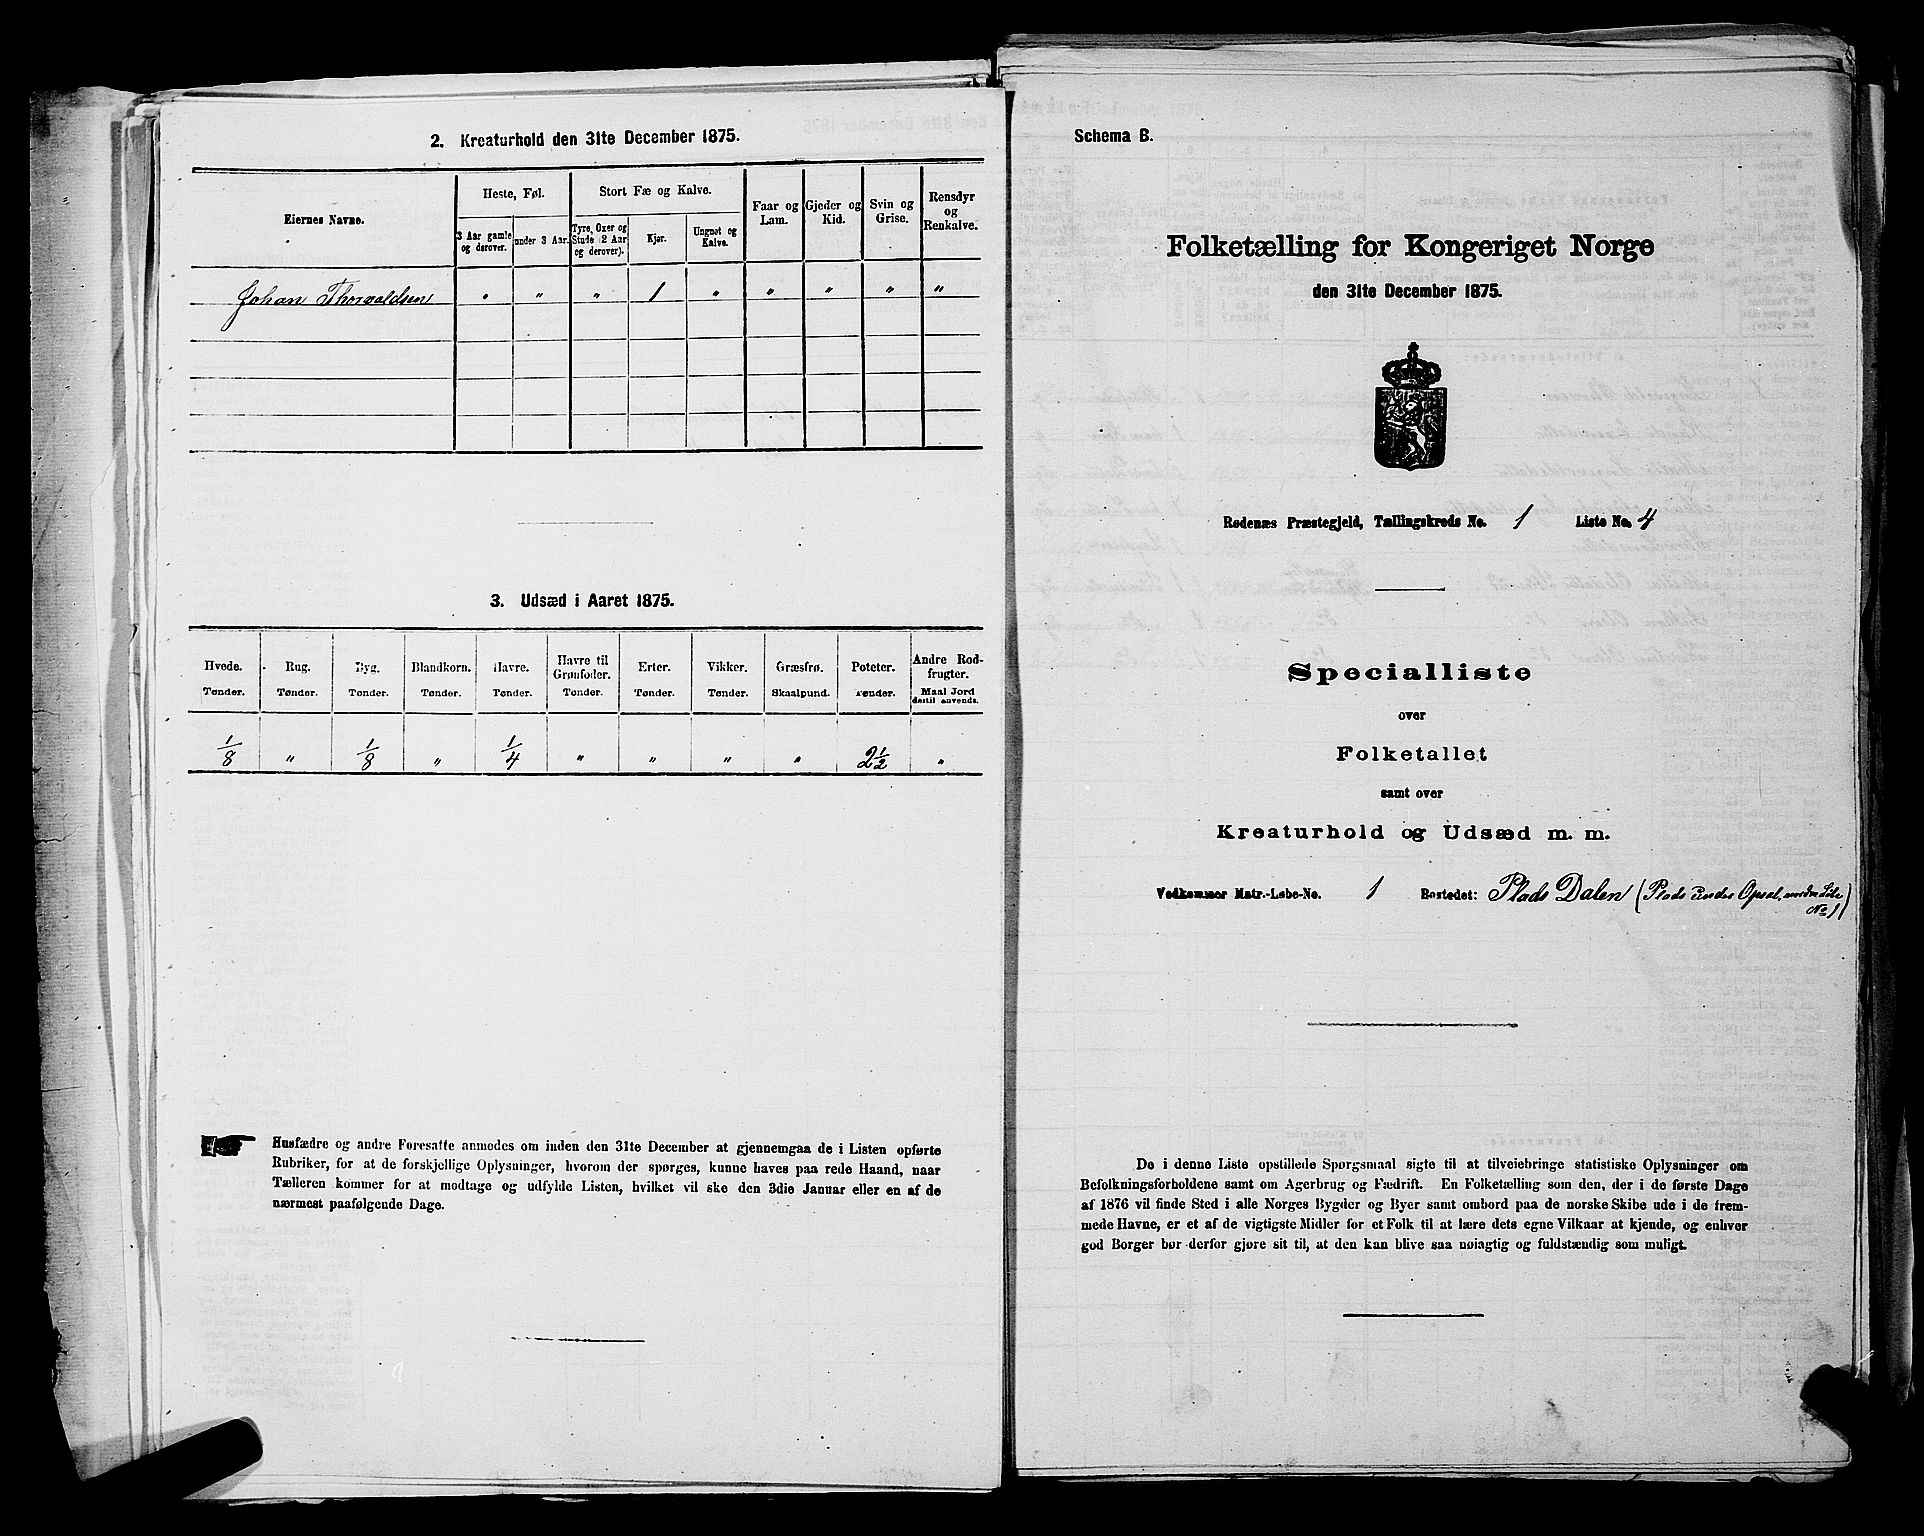 2. Kreaturhold den 31te December 1875.
Eiernes Navne.
Heste, Føl.
Stort Fæ og Kalve.
Faar og Lam.
Gjeder og Kid.
Svin og Grise.
Rensdyr og Renkalve.
3 Aar gamle og derover.
under 3 Aar.
Tyre, Oxer og Stude (2 Aar og derover).
Kjør.
Ungnøt og Kalve.
Johan Thorvaldsen " " " 1 " " " " "
3. Udsæd i Aaret 1875.
Hvede. Rug. Byg. Blandkorn. Havre. Havre til Grønfoder. Erter. Vikker. Græsfrø. Poteter. Andre Rodfrugter.
Tønder. Tønder. Tønder. Tønder. Tønder. Tønder. Tønder. Tønder. Skaalpund. Tønder. Maal Jord dertil anvends.
1/8 " 1/8 " 1/4 " " " " 2 1/2 "
Husfædre og andre Foresatte anmodes om inden den 31te December at gjennemgaa de i Listen opførte
Rubriker, for at de forskjellige Oplysninger, hvorom der spørges, kunne haves paa rede Haand, naar
Tælleren kommer for at modtage og udfylde Listen, hvilket vil ske den 3die Januar eller en af de
nærmest paafølgende Dage.
Schema B.
Folketælling for Kongeriget Norge
den 31te December 1875.
Rødenæs Præstegjeld, Tællingskreds No. 1 Liste No. 4
Specialliste
over
Folketallet
samt over
Kreaturhold og Udsæd m. m.
Vedkommer Matr.-Løbe-No. 1 Bostedet: Plads Dalen (Plads under Opsal, nordre Lille
No 1)
De i denne Liste opstillede Spørgsmaal sigte til at tilveiebringe statistiske Oplysninger om
Befolkningsforholdene samt om Agerbrug og Fædrift. En Folketælling som den, der i de første Dage
af 1876 vil finde Sted i alle Norges Bygder og Byer samt ombord paa de norske Skibe ude i de frem-
mede Havne, er et af de vigtigste Midler for et Folk til at lære dets egne Vilkaar at kjende, og enhver
god Borger bør derfor gjøre sit til, at den kan blive saa nøiagtig og fuldstændig som muligt.